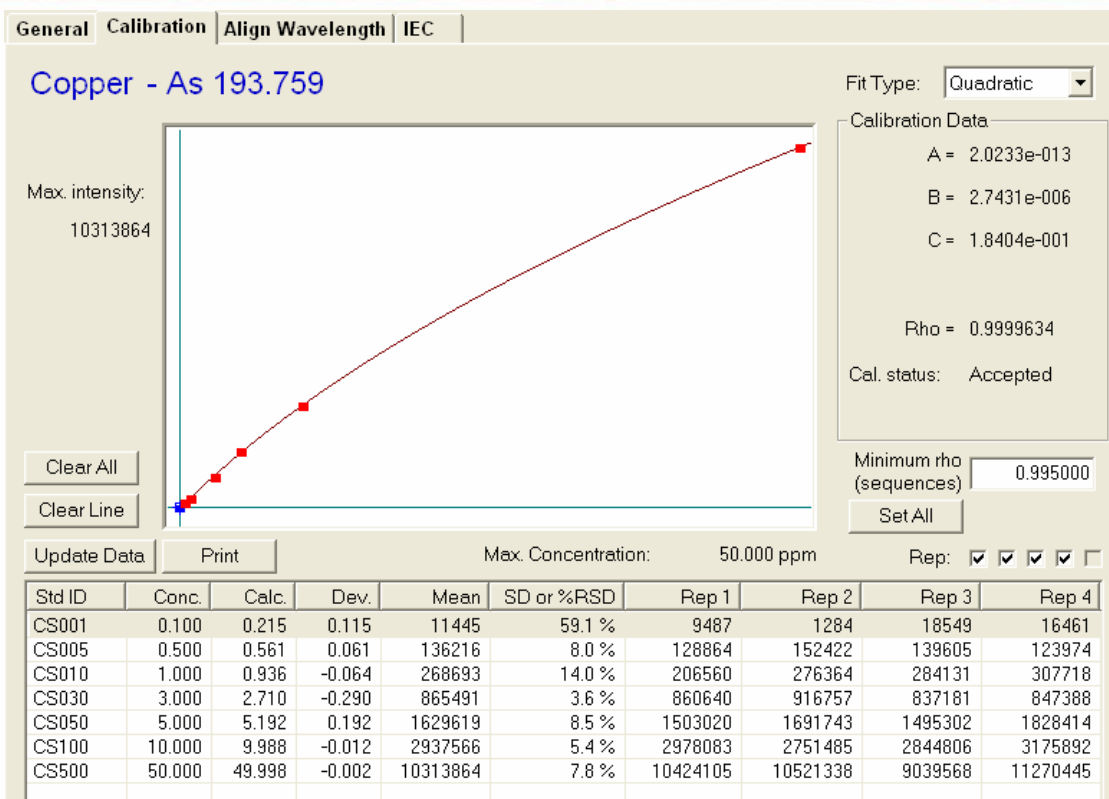 General Calibration Align Wavelength IEC
Copper - As 193.759
Fit Type: Quadratic
Calibration Data
A = 2.0233e-013
Max. intensity:
B = 2.7431e-006
10313864
C = 1.8404e-001
Rho = 0.9999634
Cal. status: Accepted
Clear All
Minimum rho
(sequences) 0.995000
Clear Line
Set All
Update Data Print Max. Concentration: 50.000 ppm Rep:
Std ID Conc. Calc. Dev. Mean SD or %RSD Rep 1 Rep 2 Rep 3 Rep 4
CS001 0.100 0.215 0.115 11445 59.1 % 9487 1284 18549 16461
CS005 0.500 0.561 0.061 136216 8.0 % 128864 152422 139605 123974
CS010 1.000 0.936 -0.064 268693 14.0 % 206560 276364 284131 307718
CS030 3.000 2.710 -0.290 865491 3.6 % 860640 916757 837181 847388
CS050 5.000 5.192 0.192 1629619 8.5 % 1503020 1691743 1495302 1828414
CS100 10.000 9.988 -0.012 2937566 5.4 % 2978083 2751485 2844806 3175892
CS500 50.000 49.998 -0.002 10313864 7.8 % 10424105 10521338 9039568 11270445